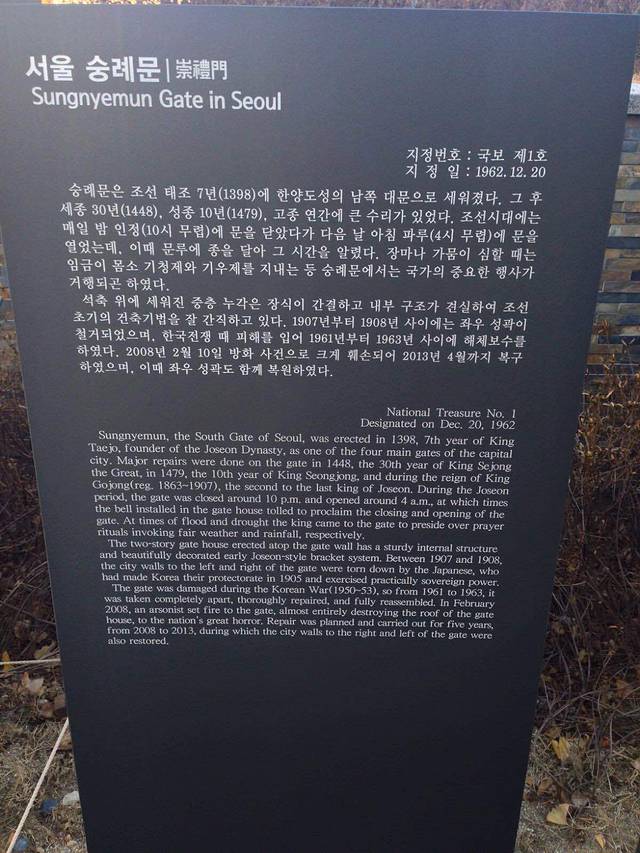 서울 숭례문 | 崇禮門
Sungnyemun Gate in Seoul
지정번호 : 국보 제1호
지 정 일 : 1962. 12. 20
숭례문은 조선 태조 7년(1398)에 한양도성의 남쪽 대문으로 세워졌다. 그 후
세종 30년(1448), 성종 10년(1479), 고종 연간에 큰 수리가 있었다. 조선시대에는
매일 밤 인정(10시 무렵)에 문을 닫았다가 다음 날 아침 파루(4시 무렵)에 문을
열었는데, 이때 문루에 종을 달아 그 시간을 알렸다. 장마나 가뭄이 심할 때는
임금이 몸소 기청제와 기우제를 지내는 등 숭례문에서는 국가의 중요한 행사가
거행되곤 하였다.
석축 위에 세워진 중층 누각은 장식이 간결하고 내부 구조가 견실하여 조선
초기의 건축기법을 잘 간직하고 있다. 1907년부터 1908년 사이에는 좌우 성곽이
철거되었으며, 한국전쟁 때 피해를 입어 1961년부터 1963년 사이에 해체보수를
하였다. 2008년 2월 10일 방화 사건으로 크게 훼손되어 2013년 4월까지 복구
하였으며, 이때 좌우 성곽도 함께 복원하였다.
National Treasure No. 1
Designated on Dec. 20, 1962
Sungnyemun, the South Gate of Seoul, was erected in 1398, 7th year of King
Taejo, founder of the Joseon Dynasty, as one of the four main gates of the capital
city. Major repairs were done on the gate in 1448, the 30th year of King Sejong
the Great, in 1479, the 10th year of King Seongjong, and during the reign of King
Gojong(reg. 1863~1907), the second to the last king of Joseon. During the Joseon
period, the gate was closed around 10 p.m. and opened around 4 a.m., at which times
the bell installed in the gate house tolled to proclaim the closing and opening of the
gate. At times of flood and drought the king came to the gate to preside over prayer
rituals invoking fair weather and rainfall, respectively.
The two-story gate house erected atop the gate wall has a sturdy internal structure
and beautifully decorated early Joseon-style bracket system. Between 1907 and 1908,
the city walls to the left and right of the gate were torn down by the Japanese, who
had made Korea their protectorate in 1905 and exercised practically sovereign power.
The gate was damaged during the Korean War(1950-53), so from 1961 to 1963, it
was taken completely apart, thoroughly repaired, and fully reassembled. In February
2008, an arsonist set fire to the gate, almost entirely destroying the roof of the gate
house, to the nation's great horror. Repair was planned and carried out for five years,
from 2008 to 2013, during which the city walls to the right and left of the gate were
also restored.